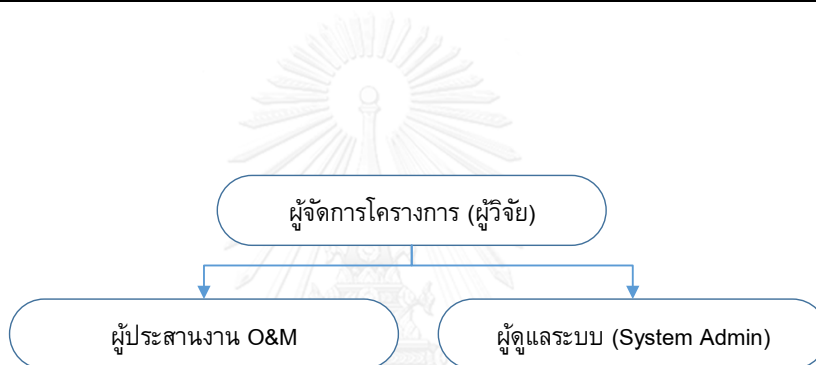 ผู้จัดการโครางการ (ผู้วิจัย)
ผู้ประสานงาน O&M
ผู้ดูแลระบบ (System Admin)